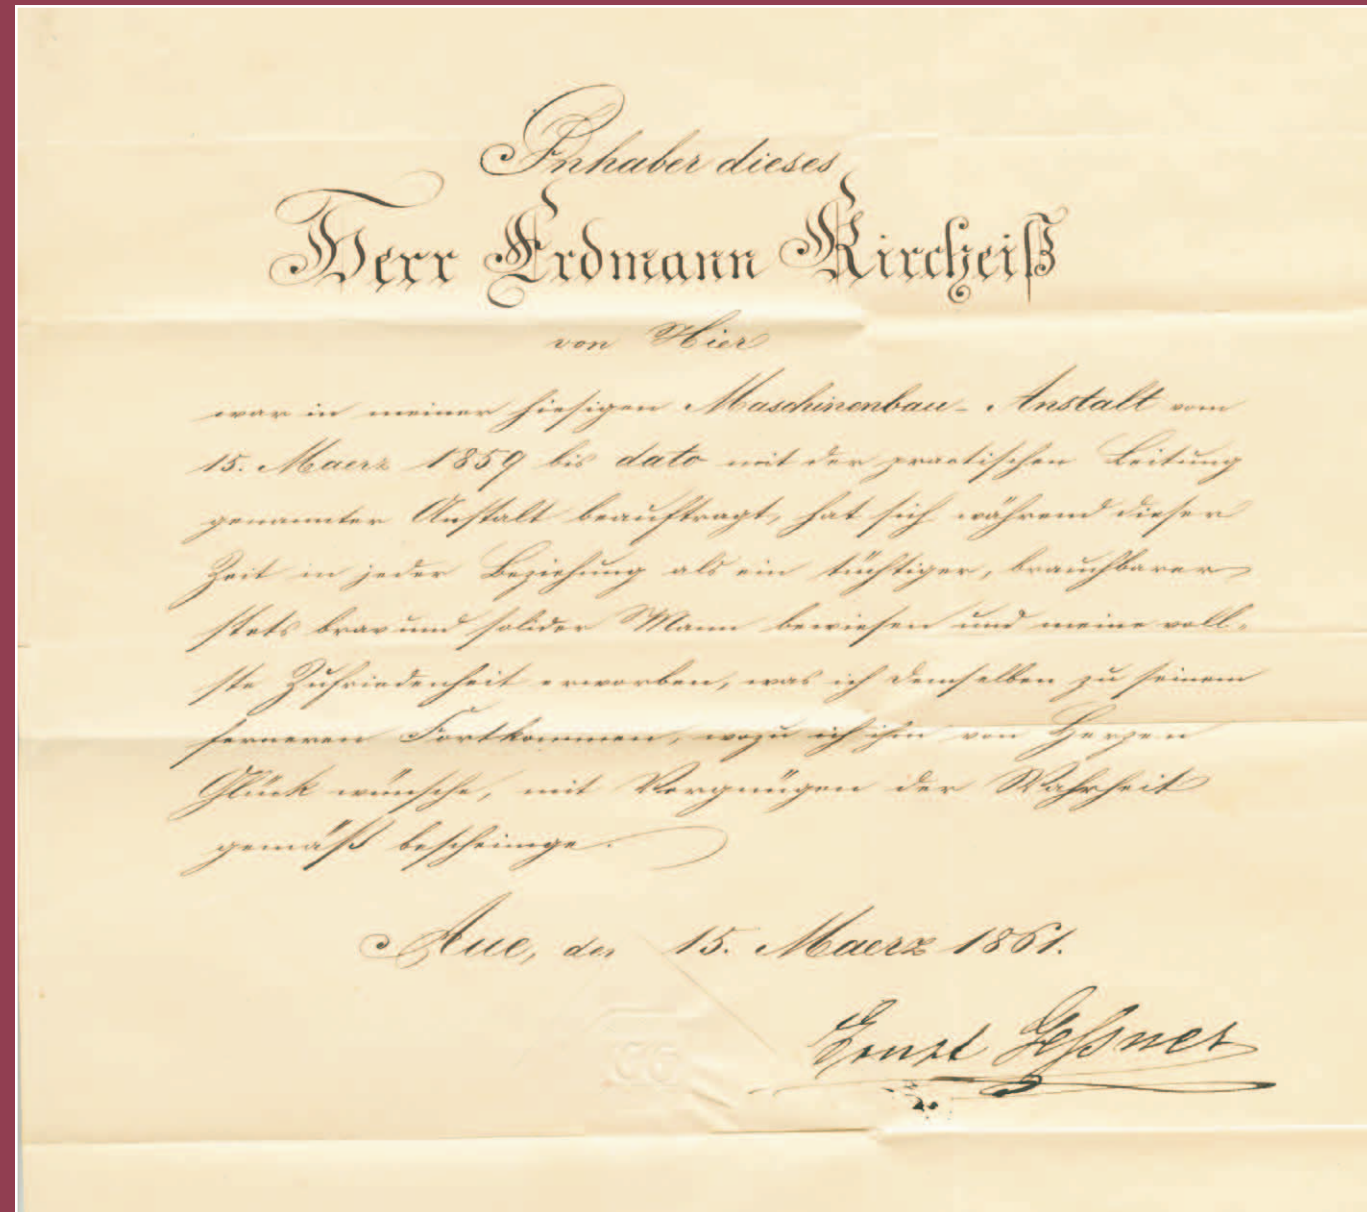 Inhaber dieses
Herr Erdmann Kircheiß
von Hier
war in meiner hiesigen Maschinenbau-Anstalt vom
15. Maerz 1859 bis dato mit der practischen Leitung
genannter Anstalt beauftragt, hat sich während dieser
Zeit in jeder Beziehung als ein tüchtiger, brauchbarer
stets brav und solider Mann bewiesen und meine voll-
ste Zufriedenheit erworben, was ich demselben zu seinem
ferneren Fortkommen, wozu ich ihm von Herzen
Glück wünsche, mit Vergnügen der Wahrheit
gemäß bescheinige.
Aue, den 15. Maerz 1861.
Ernst Geßner